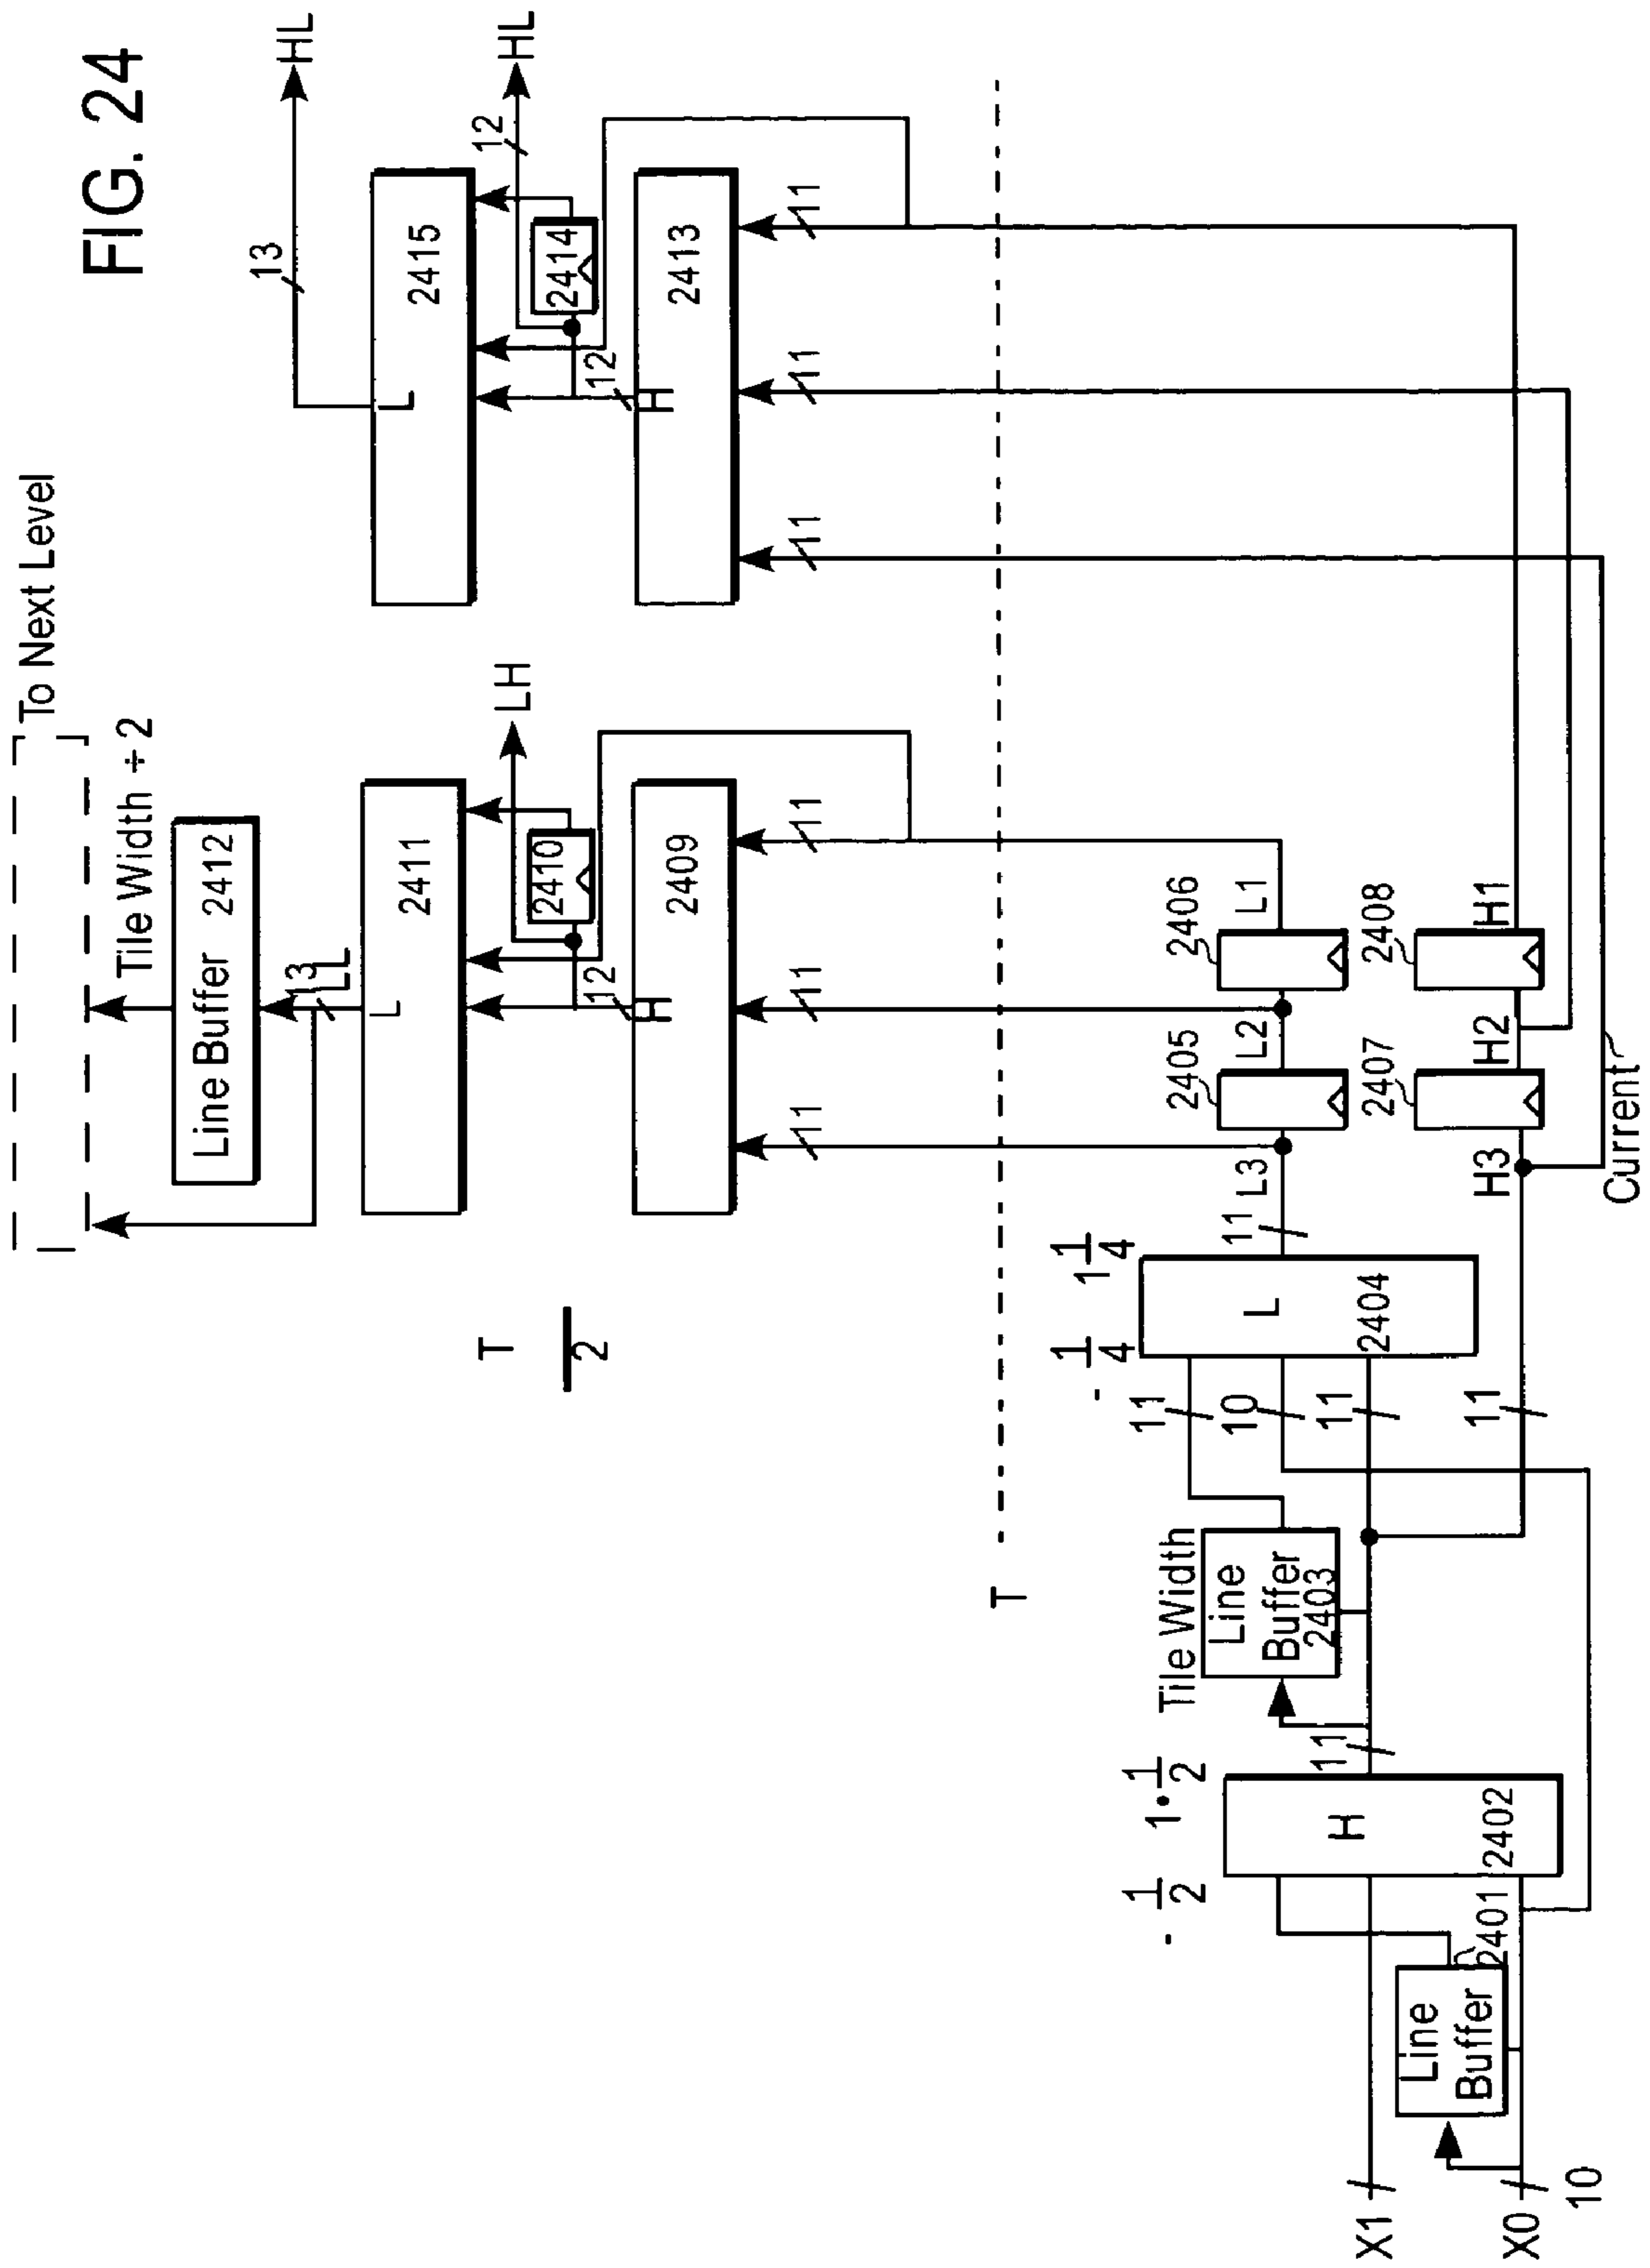 FIG. 24
To Next Level
Tile Width ÷ 2
Line Buffer 2412
13
LL
L
2411
LH
2410
12
H
2409
11
11
11
13
HL
L
2415
12
HL
2414
12
H
2413
11
11
11
T
2
T
X1
X0
10
Line
Buffer
2401
- 1/2
1 • 1/2
H
2402
11
Tile Width
Line
Buffer
2403
11
10
11
11
- 1/4
1 1/4
L
2404
11
L3
2405
L2
2406
L1
H3
2407
H2
2408
H1
Current